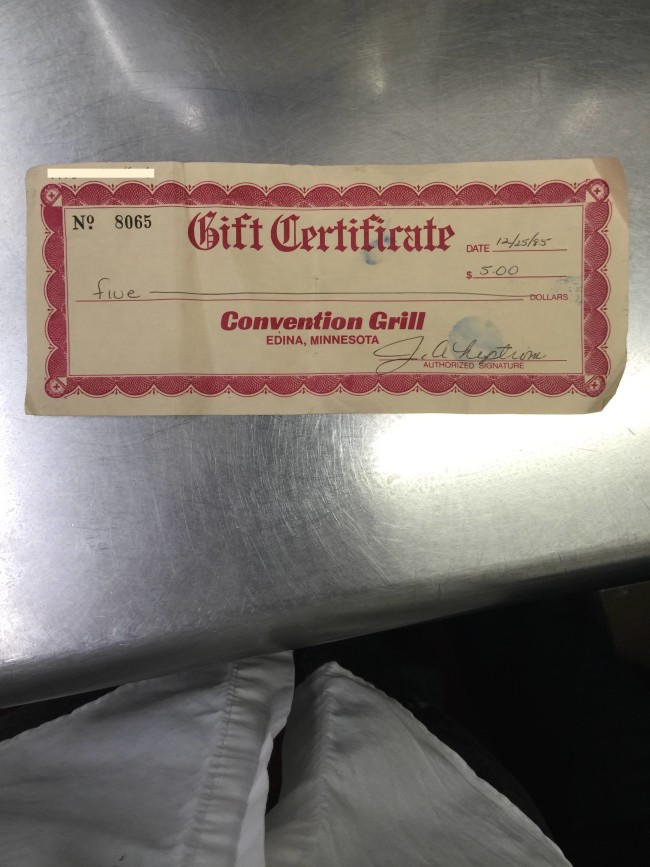 Nº 8065
Gift Certificate
DATE 12/25/85
$ 5.00
five DOLLARS
Convention Grill
EDINA, MINNESOTA
J. A.
AUTHORIZED SIGNATURE